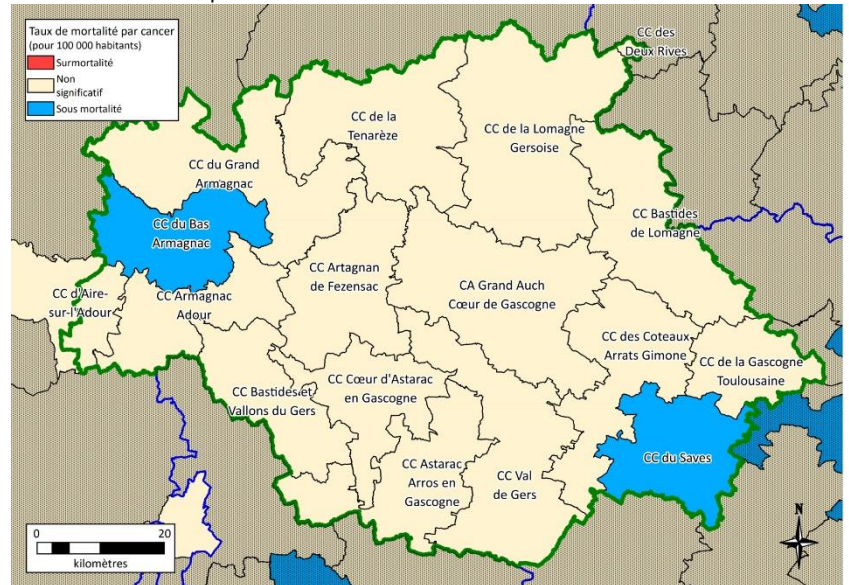 Taux de mortalité par cancer
(pour 100 000 habitants)
Surmortalité
Non
significatif
Sous mortalité
CC des
Deux Rives
CC de la
Tenarèze
CC de la Lomagne
Gersoise
CC du Grand
Armagnac
CC du Bas
Armagnac
CC Bastides
de Lomagne
CC Artagnan
de Fezensac
CA Grand Auch
Cœur de Gascogne
CC d'Aire-
sur-l'Adour
CC Armagnac
Adour
CC des Coteaux
Arrats Gimone
CC de la Gascogne
Toulousaine
CC Bastides et
Vallons du Gers
CC Cœur d'Astarac
en Gascogne
CC du Saves
CC Astarac
Arros en
Gascogne
CC Val
de Gers
N
0 20
kilomètres